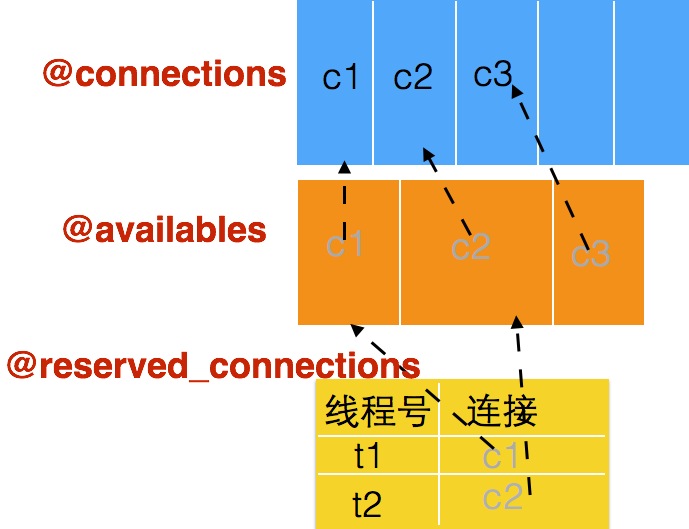 @connections c1 c2 c3
@availables c1 c2 c3
@reserved_connections
线程号 连接
t1 c1
t2 c2